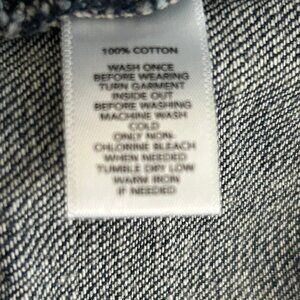 100% COTTON
WASH ONCE
BEFORE WEARING
TURN GARMENT
INSIDE OUT
BEFORE WASHING
MACHINE WASH
COLD
ONLY NON-
CHLORINE BLEACH
WHEN NEEDED
TUMBLE DRY LOW
WARM IRON
IF NEEDED